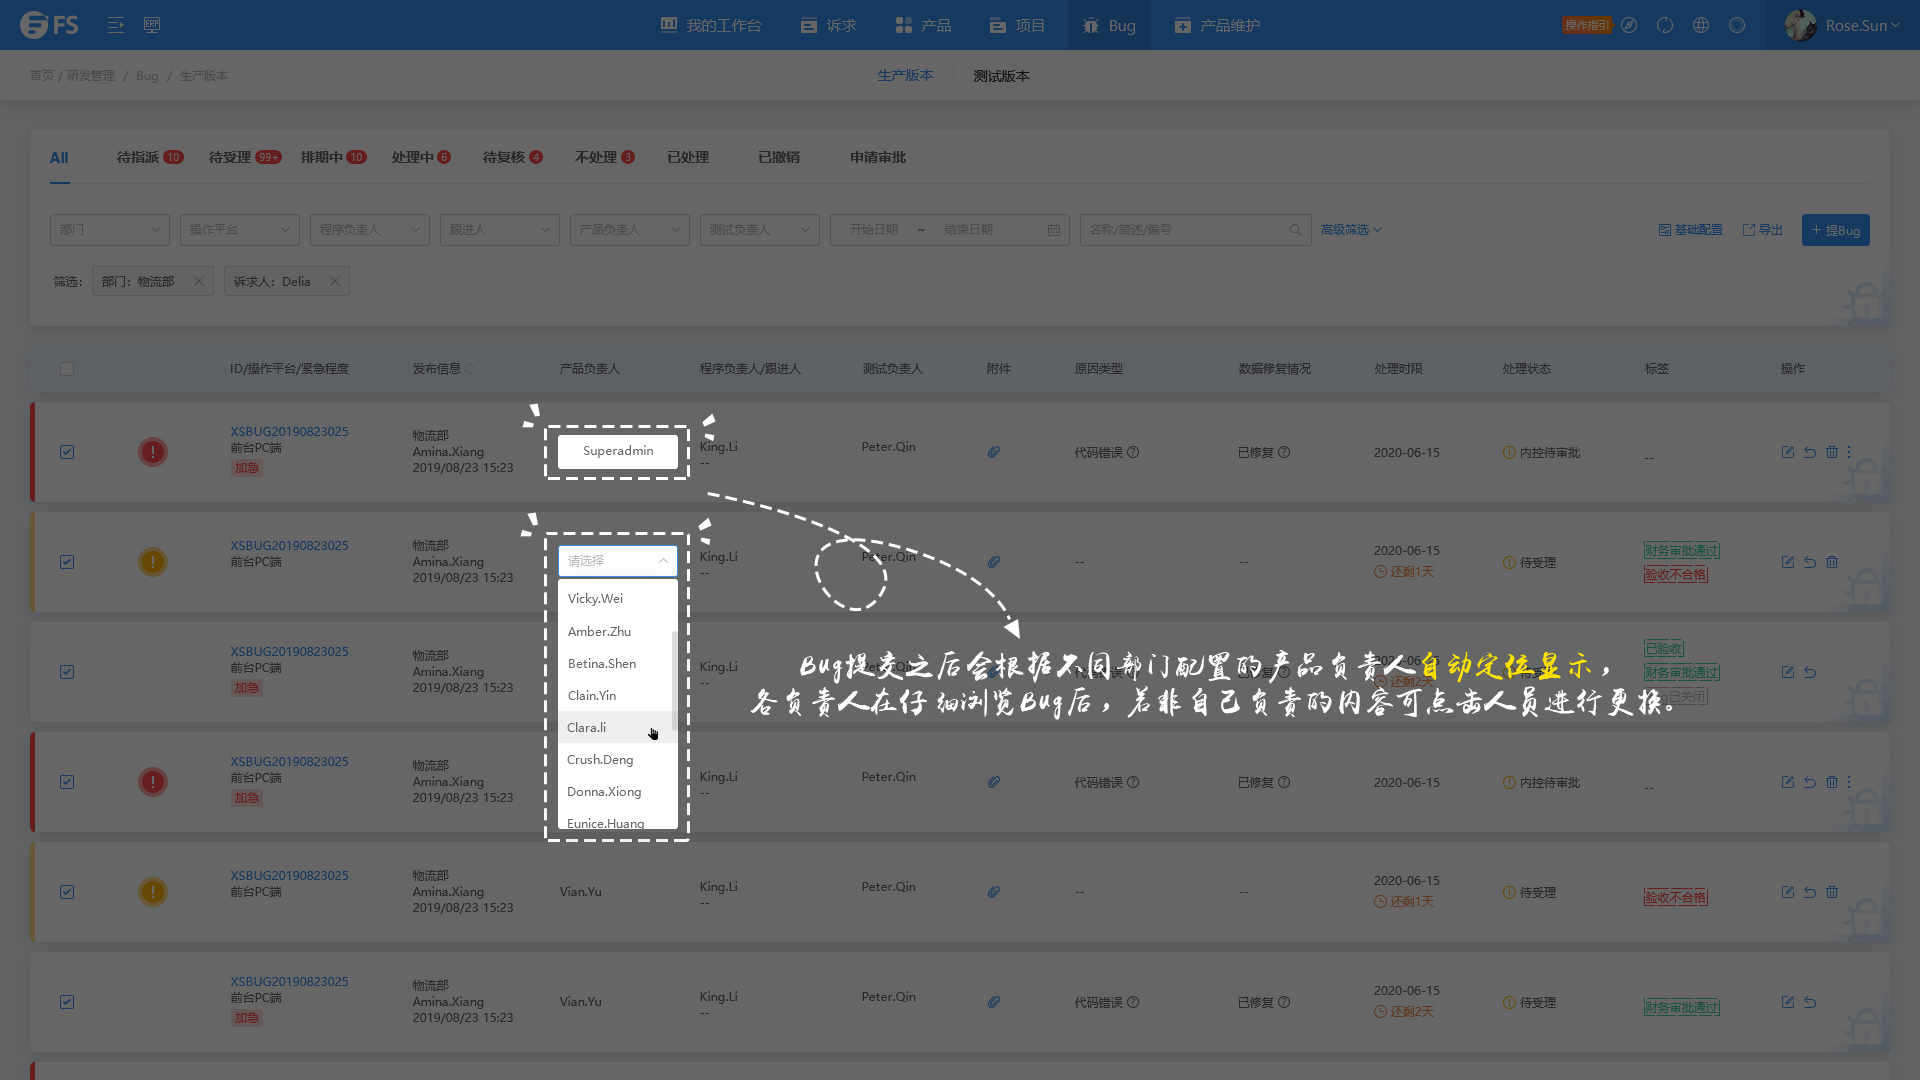 FS
ERP
我的工作台 诉求 产品 项目 Bug 产品维护
操作指引
Rose.Sun
首页 / 研发管理 / Bug / 生产版本
生产版本 测试版本
All 待指派 10 待受理 99+ 排期中 10 处理中 6 待复核 4 不处理 3 已处理 已撤销 申请审批
部门 操作平台 程序负责人 跟进人 产品负责人 测试负责人 开始日期 ~ 结束日期 名称/简述/编号 高级筛选 基础配置 导出 + 提Bug
筛选: 部门: 物流部 诉求人: Delia
ID/操作平台/紧急程度 发布信息 产品负责人 程序负责人/跟进人 测试负责人 附件 原因类型 数据修复情况 处理时限 处理状态 标签 操作
XSBUG20190823025
前台PC端
加急
物流部
Amina.Xiang
2019/08/23 15:23
Superadmin
King.Li
--
Peter.Qin
代码错误
已修复
2020-06-15
内控待审批
--
XSBUG20190823025
前台PC端
物流部
Amina.Xiang
2019/08/23 15:23
请选择
Vicky.Wei
Amber.Zhu
Betina.Shen
Clain.Yin
Clara.li
Crush.Deng
Donna.Xiong
Eunice.Huang
King.Li
--
Peter.Qin
--
--
2020-06-15
还剩1天
待受理
财务审批通过
验收不合格
XSBUG20190823025
前台PC端
加急
物流部
Amina.Xiang
2019/08/23 15:23
King.Li
--
已验收
财务审批通过
已关闭
Bug提交之后会根据不同部门配置的产品负责人自动定位显示，
各负责人在仔细浏览Bug后，若非自己负责的内容可点击人员进行更换。
XSBUG20190823025
前台PC端
加急
物流部
Amina.Xiang
2019/08/23 15:23
King.Li
--
Peter.Qin
代码错误
已修复
2020-06-15
内控待审批
--
XSBUG20190823025
前台PC端
物流部
Amina.Xiang
2019/08/23 15:23
Vian.Yu
King.Li
--
Peter.Qin
--
--
2020-06-15
还剩1天
待受理
验收不合格
XSBUG20190823025
前台PC端
加急
物流部
Amina.Xiang
2019/08/23 15:23
Vian.Yu
King.Li
--
Peter.Qin
代码错误
已修复
2020-06-15
还剩2天
待受理
财务审批通过